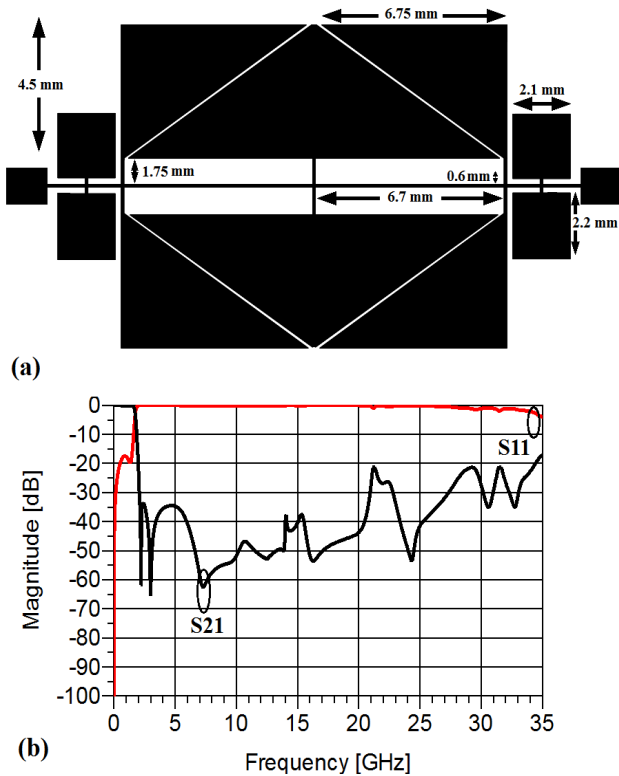 6.75 mm
4.5 mm
2.1 mm
1.75 mm
0.6 mm
6.7 mm
2.2 mm
(a)
0
-10
-20
-30
-40
-50
-60
-70
-80
-90
-100
Magnitude [dB]
S11
S21
0 5 10 15 20 25 30 35
Frequency [GHz]
(b)